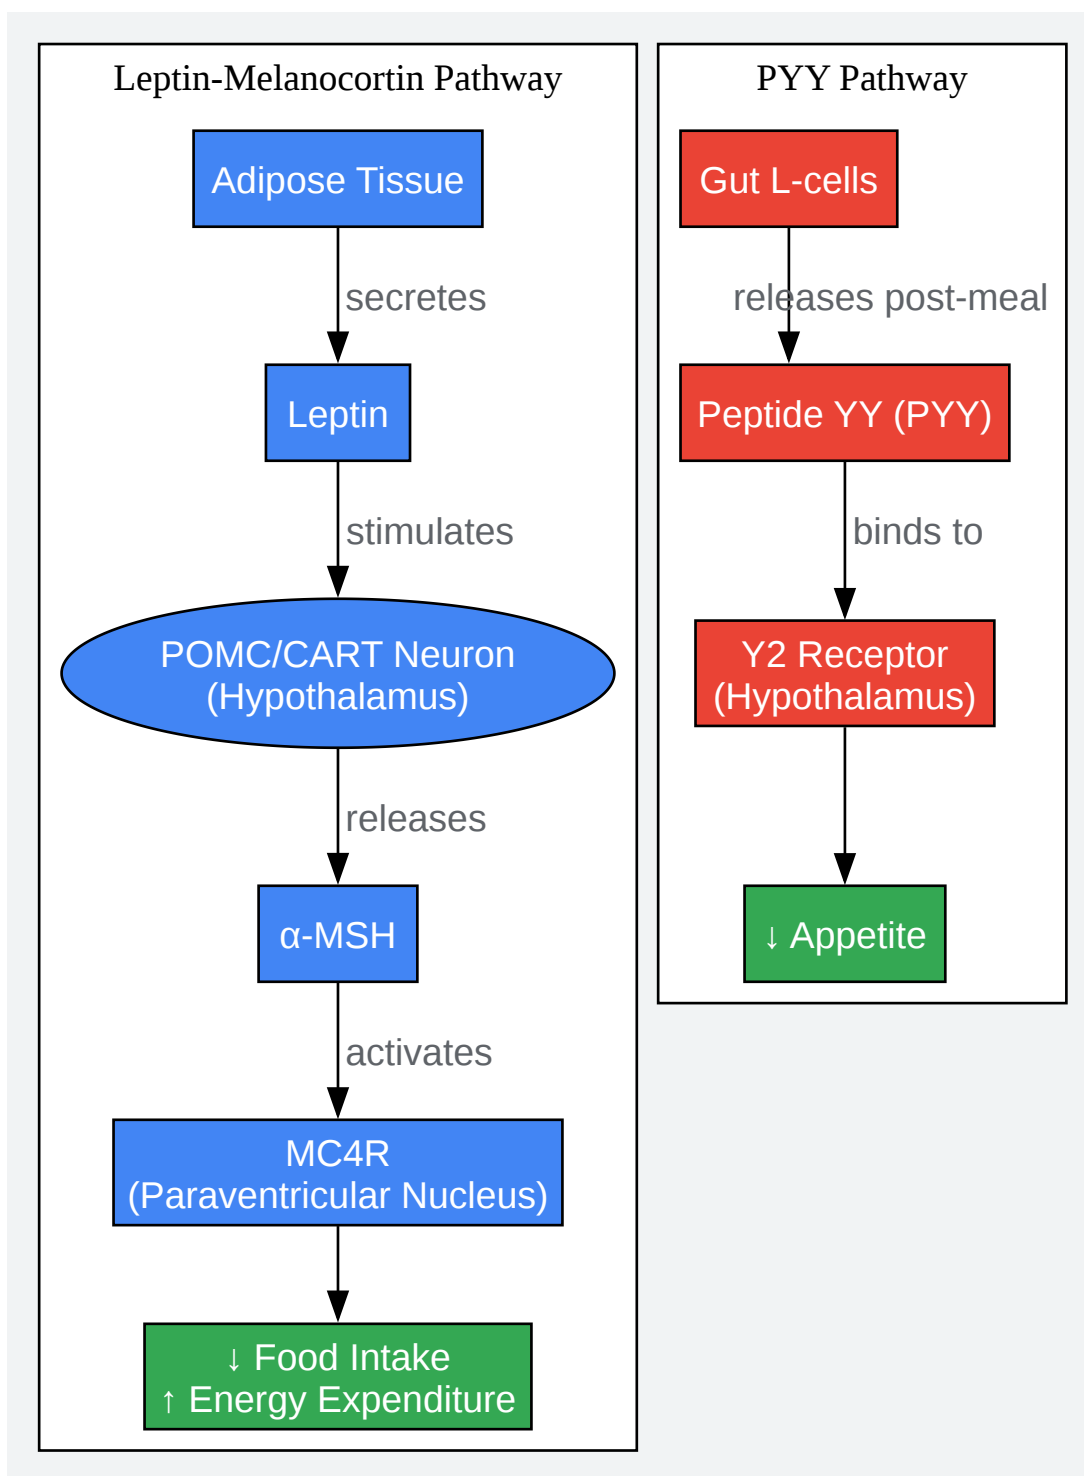 Leptin-Melanocortin Pathway
Adipose Tissue
secretes
Leptin
stimulates
POMC/CART Neuron
(Hypothalamus)
releases
α-MSH
activates
MC4R
(Paraventricular Nucleus)
↓ Food Intake
↑ Energy Expenditure
PYY Pathway
Gut L-cells
releases post-meal
Peptide YY (PYY)
binds to
Y2 Receptor
(Hypothalamus)
↓ Appetite